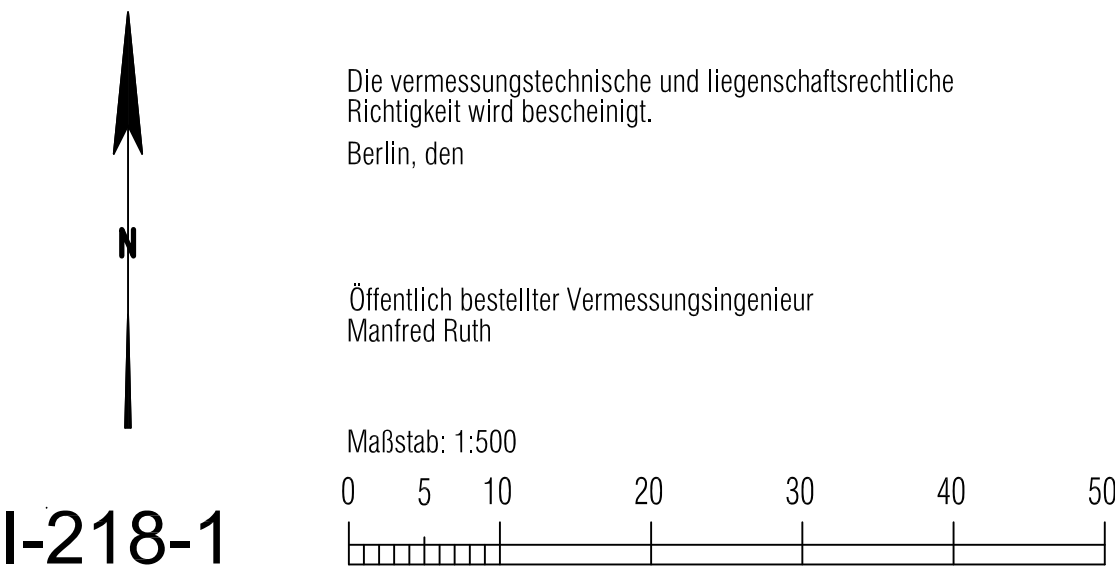 Die vermessungstechnische und liegenschaftsrechtliche
Richtigkeit wird bescheinigt.
Berlin, den
N
Öffentlich bestellter Vermessungsingenieur
Manfred Ruth
Maßstab: 1:500
0 5 10 20 30 40 50
I-218-1